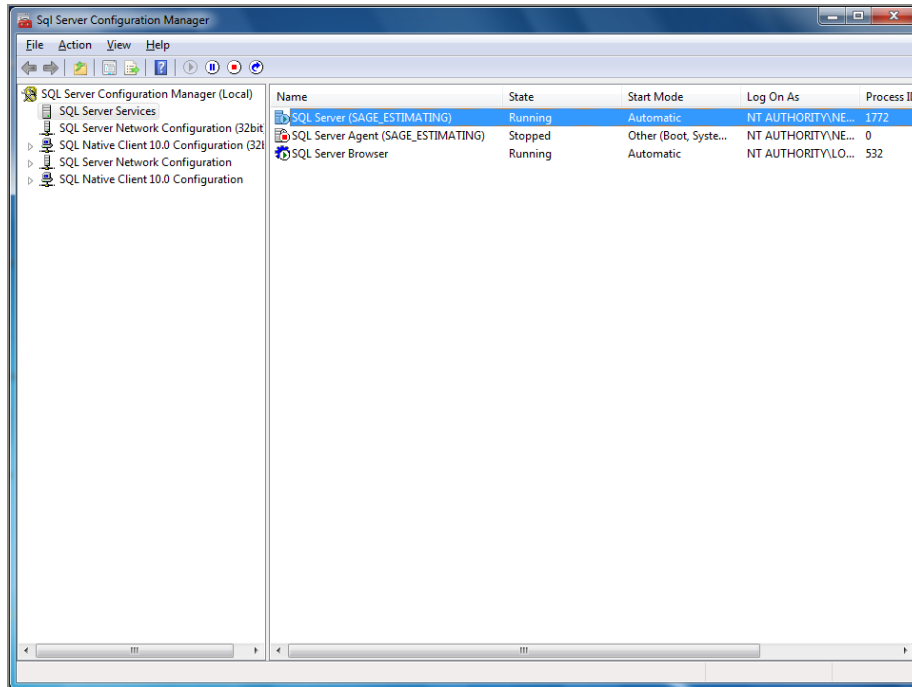 Sql Server Configuration Manager
File Action View Help
SQL Server Configuration Manager (Local)
SQL Server Services
SQL Server Network Configuration (32bit
SQL Native Client 10.0 Configuration (32
SQL Server Network Configuration
SQL Native Client 10.0 Configuration
Name State Start Mode Log On As Process
SQL Server (SAGE_ESTIMATING) Running Automatic NT AUTHORITY\NE... 1772
SQL Server Agent (SAGE_ESTIMATING) Stopped Other (Boot, Syste... NT AUTHORITY\NE... 0
SQL Server Browser Running Automatic NT AUTHORITY\LO... 532